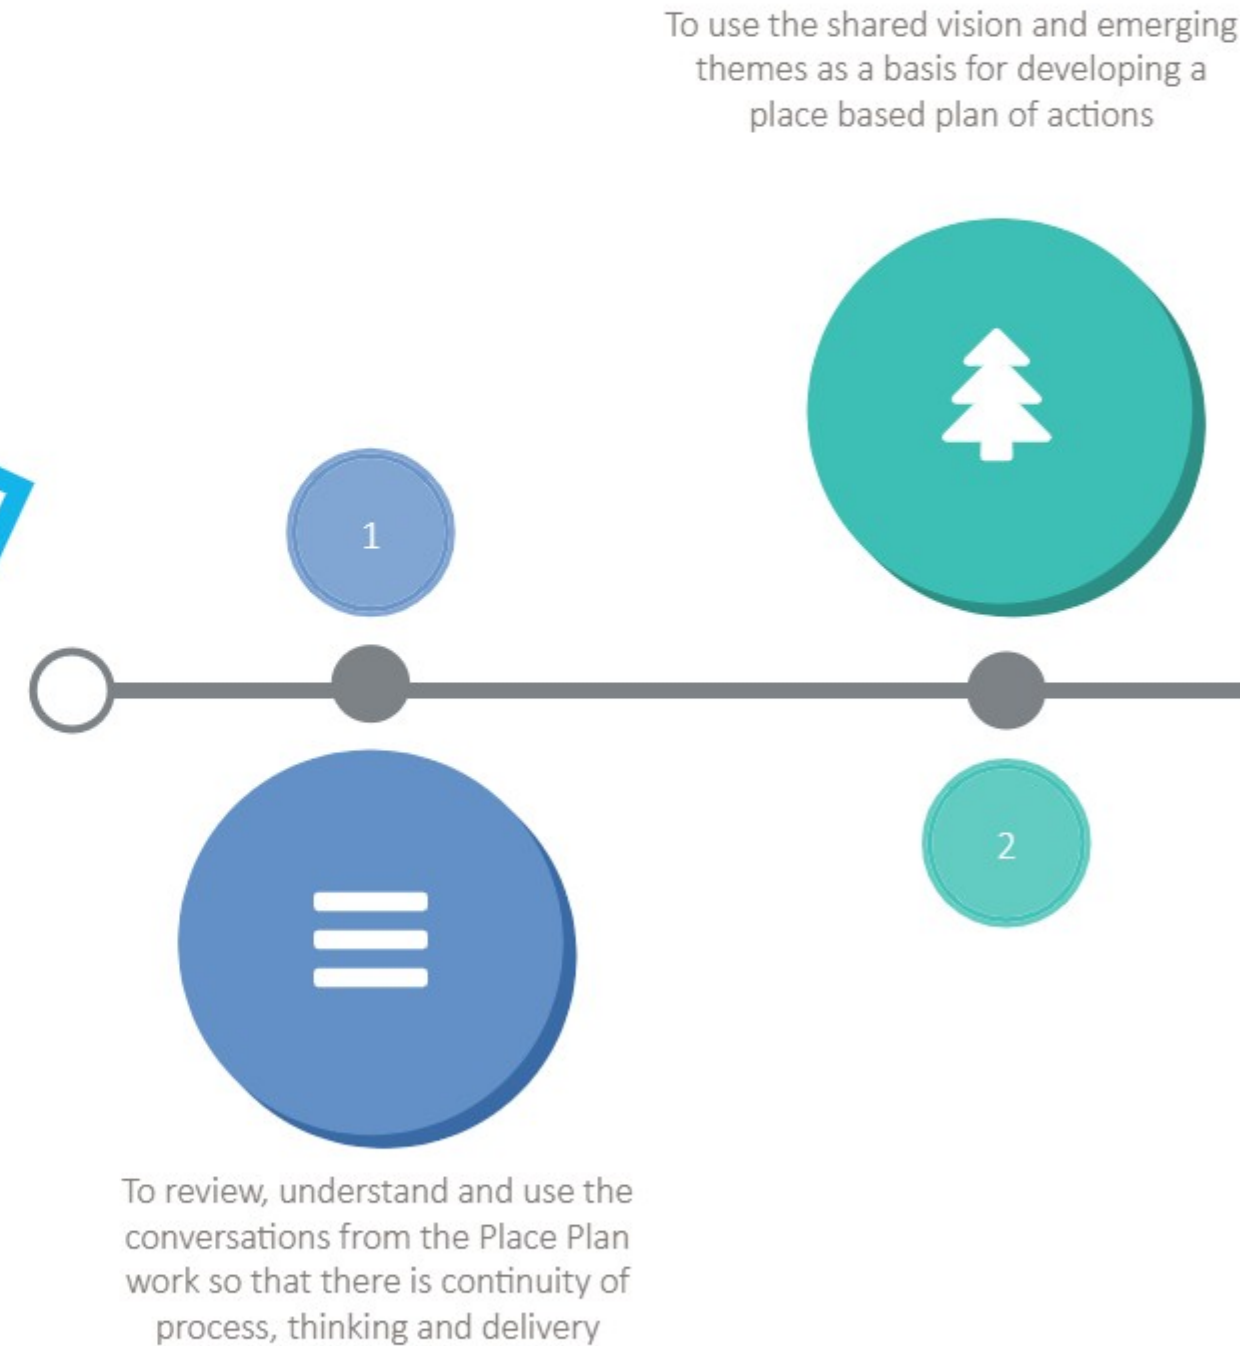 To use the shared vision and emerging
themes as a basis for developing a
place based plan of actions
1
2
To review, understand and use the
conversations from the Place Plan
work so that there is continuity of
process, thinking and delivery